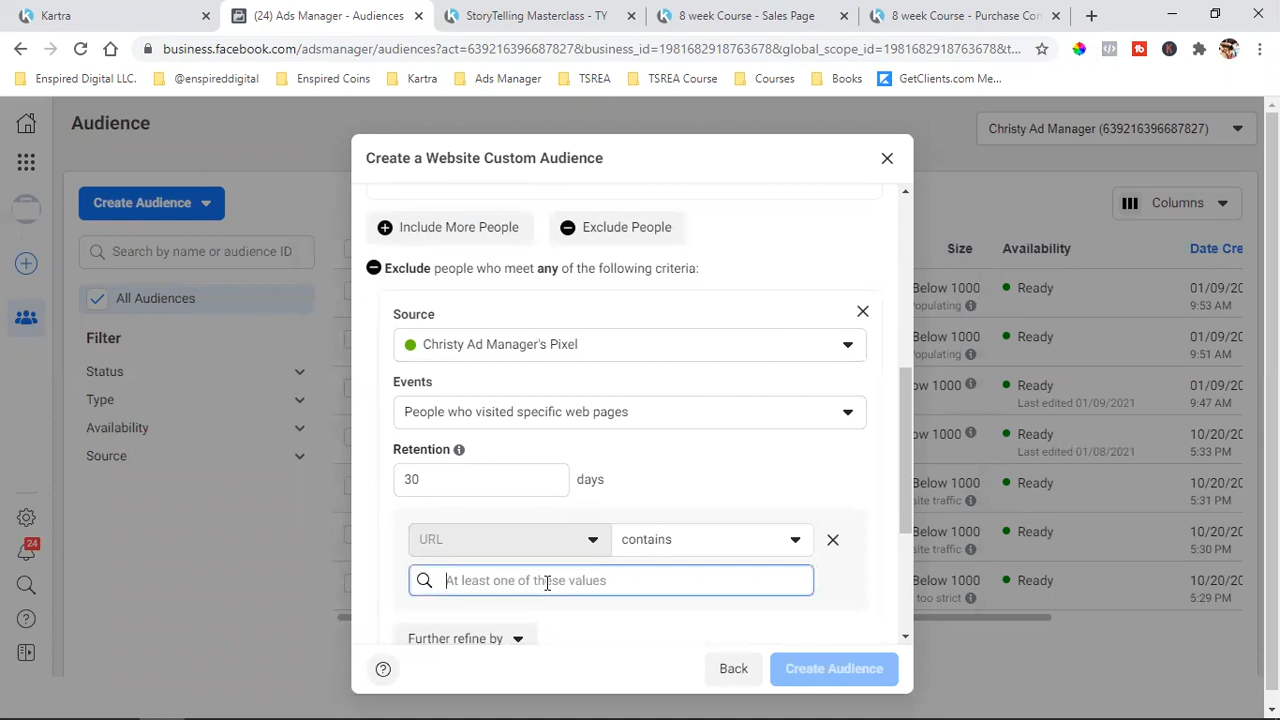 Kartra
(24) Ads Manager - Audiences
StoryTelling Masterclass - TY
8 week Course - Sales Page
8 week Course - Purchase Con
business.facebook.com/adsmanager/audiences?act=639216396687827&business_id=1981682918763678&global_scope_id=1981682918763678&t...
Enspired Digital LLC.
@enspireddigital
Enspired Coins
Kartra
Ads Manager
TSREA
TSREA Course
Courses
Books
GetClients.com Me...
Audience
Christy Ad Manager (639216396687827)
Create a Website Custom Audience
Create Audience
Columns
Include More People
Exclude People
Search by name or audience ID
Size
Availability
Date Cre
Exclude people who meet any of the following criteria:
All Audiences
Below 1000
Ready
01/09/20
9:53 AM
Source
Filter
Christy Ad Manager's Pixel
Below 1000
Ready
01/09/20
9:51 AM
Status
Events
Below 1000
Ready
01/09/20
Last edited 01/09/2021
9:47 AM
Type
People who visited specific web pages
Availability
Ready
10/20/20
Last edited 01/08/2021
5:33 PM
Source
Retention
30
days
Below 1000
Ready
10/20/20
site traffic
5:31 PM
URL
contains
Below 1000
Ready
10/20/20
site traffic
5:30 PM
24
At least one of these values
Below 1000
Ready
10/20/20
too strict
5:29 PM
Further refine by
Back
Create Audience